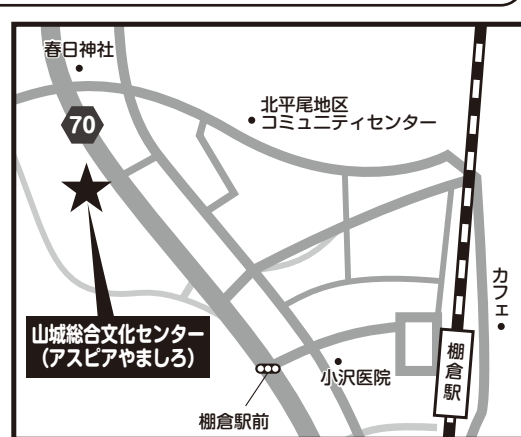 春日神社
70
北平尾地区
コミュニティセンター
山城総合文化センター
（アスピアやましろ）
カフェ
棚倉駅
小沢医院
棚倉駅前